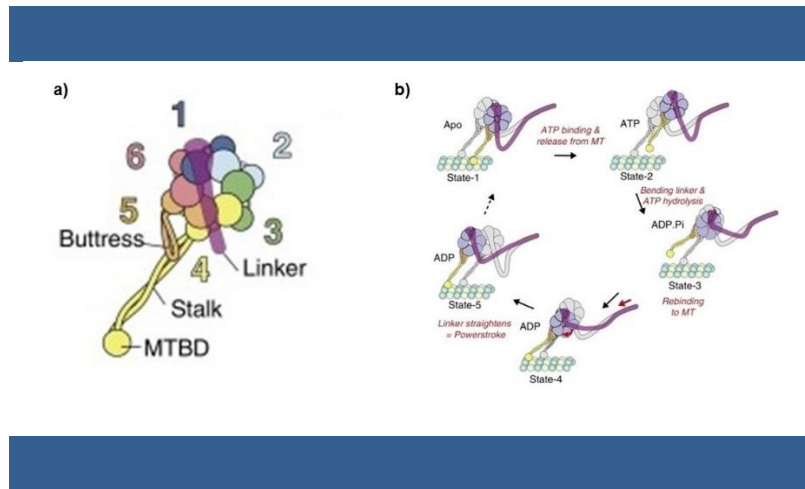 a)
1
2
6
5
3
4
Buttress
Linker
Stalk
MTBD
b)
Apo
State-1
ATP binding &
release from MT
ATP
State-2
Bending linker &
ATP hydrolysis
ADP.Pi
State-3
Rebinding
to MT
ADP
State-4
Linker straightens
= Powerstroke
ADP
State-5